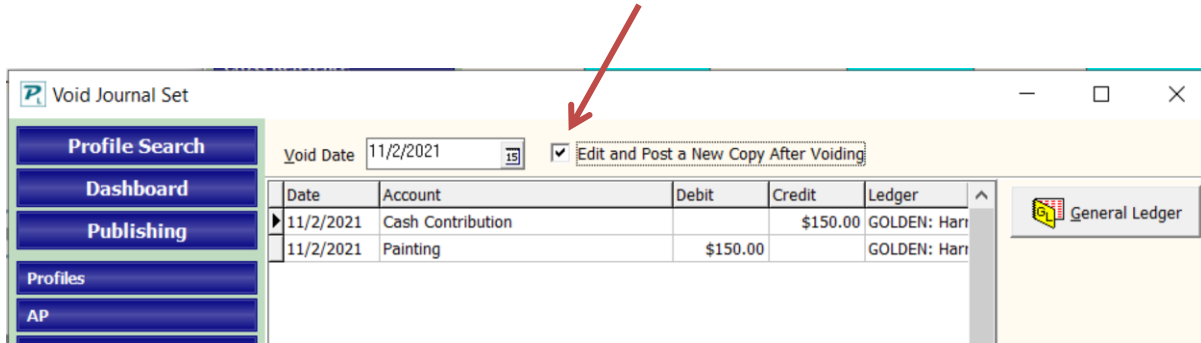 Void Journal Set
Profile Search
Dashboard
Publishing
Profiles
AP
Void Date 11/2/2021 15 Edit and Post a New Copy After Voiding
Date Account Debit Credit Ledger
11/2/2021 Cash Contribution $150.00 GOLDEN: Harr
11/2/2021 Painting $150.00 GOLDEN: Harr
General Ledger